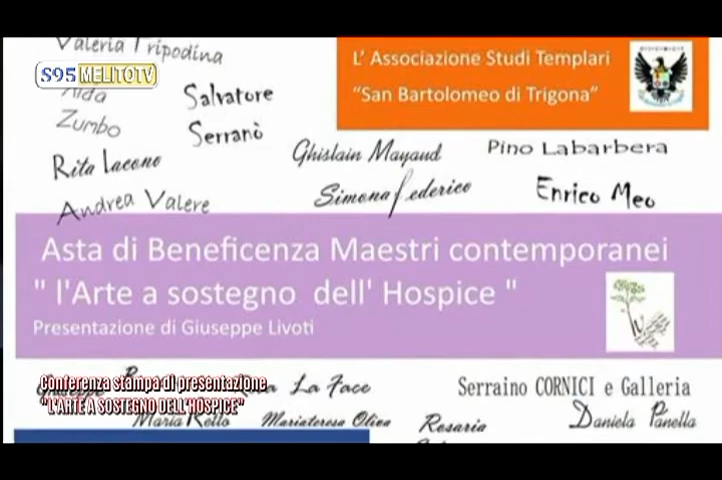 Valeria Tripodina
S95 MELITOTV
Aida
Zumbo
Salvatore
Serranò
L' Associazione Studi Templari
"San Bartolomeo di Trigona"
Rita Lacono
Ghislain Mayaud
Pino Labarbera
Andrea Valere
Simona Federico
Enrico Meo
Asta di Beneficenza Maestri contemporanei
" l'Arte a sostegno dell' Hospice "
Presentazione di Giuseppe Livoti
Conferenza stampa di presentazione
"L'ARTE A SOSTEGNO DELL'HOSPICE"
La Face
Serraino CORNICI e Galleria
Maria Rello
Mariateresa Oliva
Rosaria
Daniela Panella